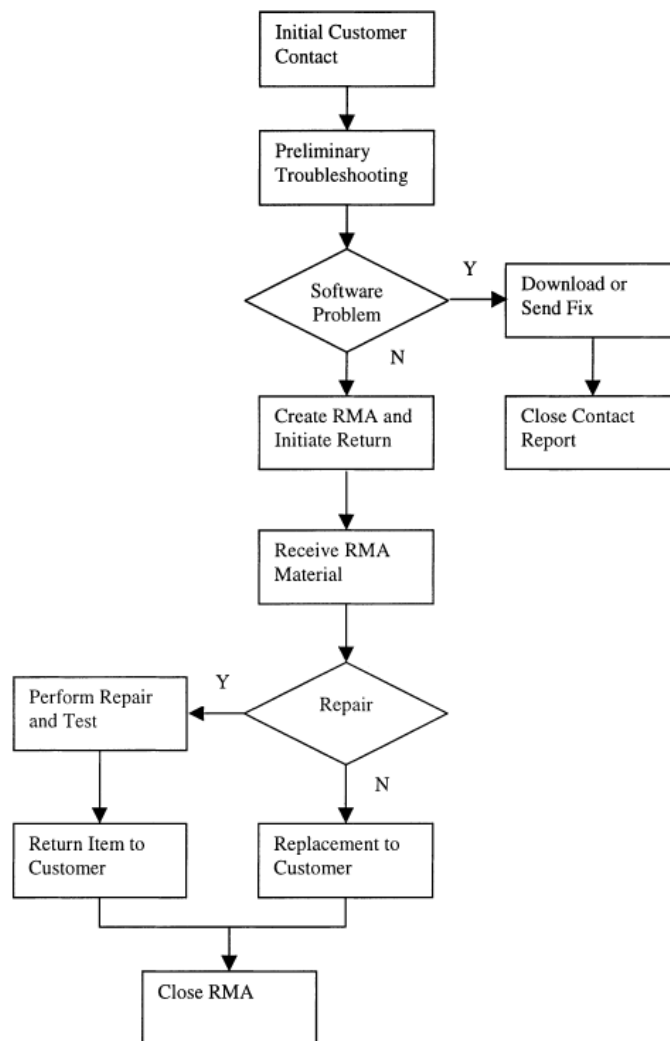 Initial Customer
Contact
Preliminary
Troubleshooting
Software
Problem
Y
Download or
Send Fix
N
Create RMA and
Initiate Return
Close Contact
Report
Receive RMA
Material
Repair
Y
Perform Repair
and Test
N
Return Item to
Customer
Replacement to
Customer
Close RMA